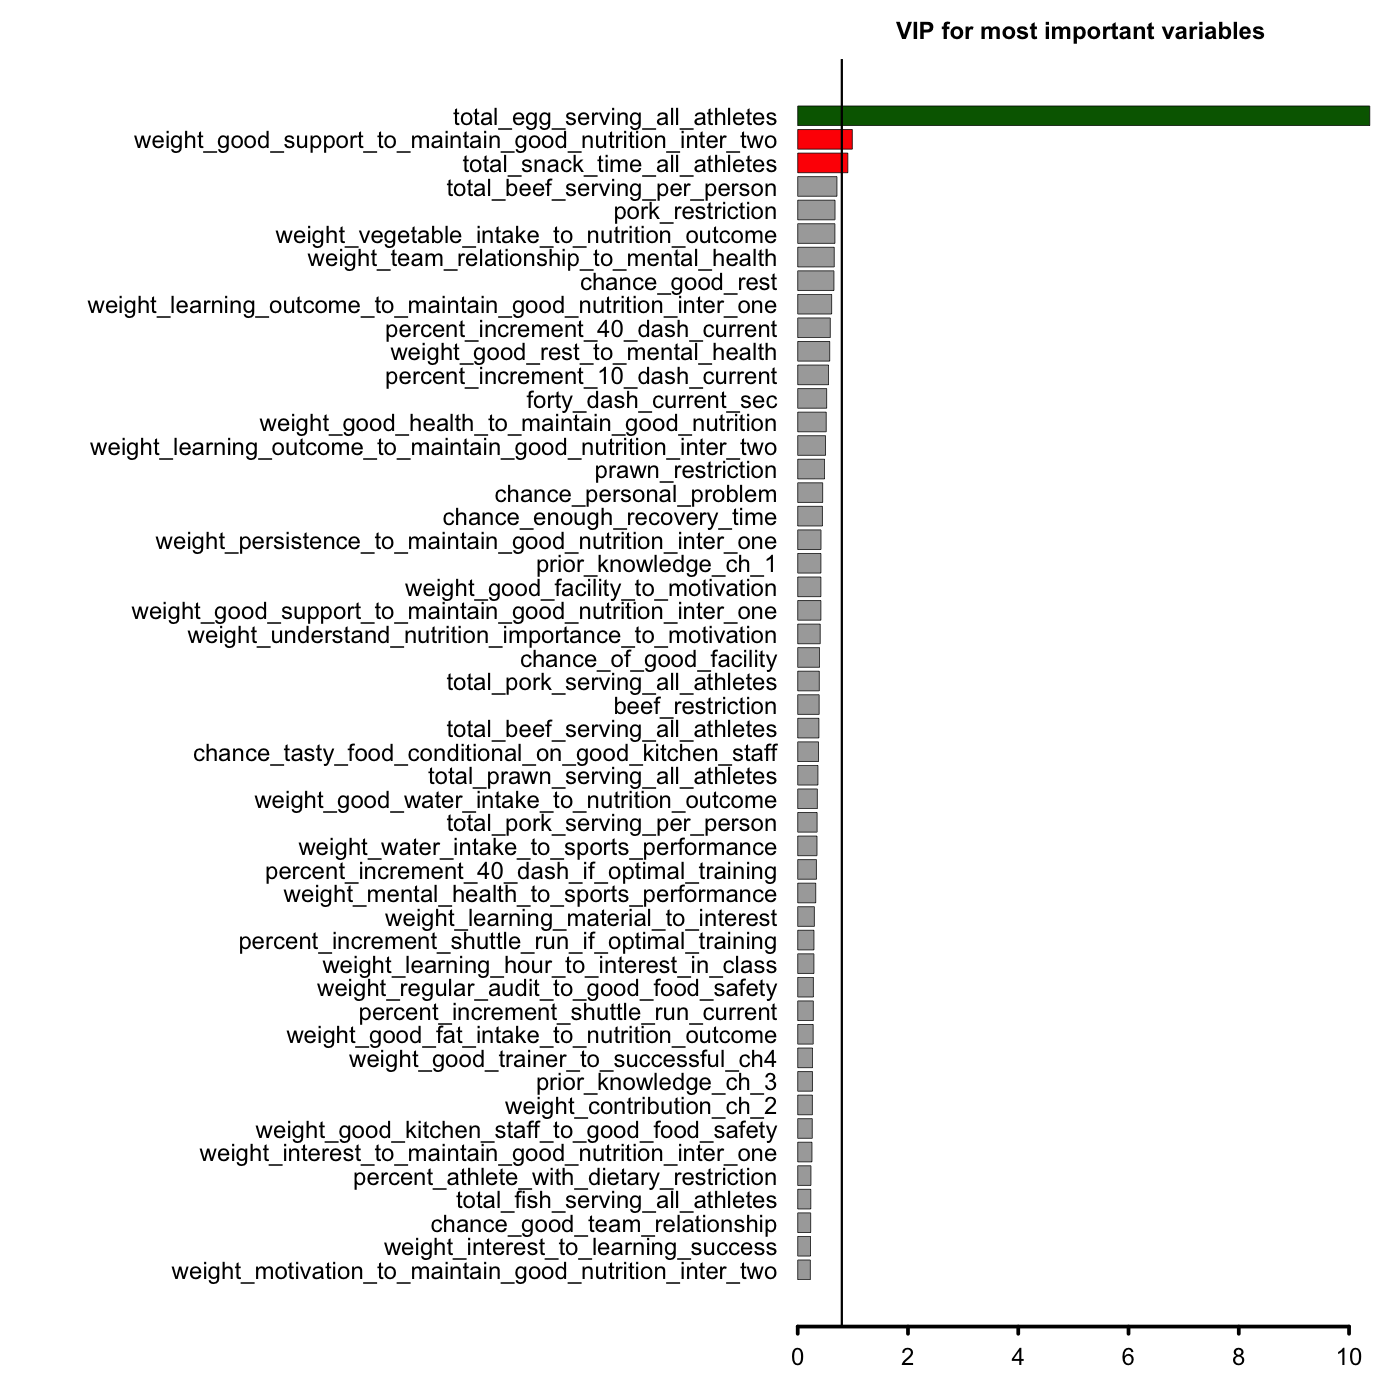 VIP for most important variables
total_egg_serving_all_athletes
weight_good_support_to_maintain_good_nutrition_inter_two
total_snack_time_all_athletes
total_beef_serving_per_person
pork_restriction
weight_vegetable_intake_to_nutrition_outcome
weight_team_relationship_to_mental_health
chance_good_rest
weight_learning_outcome_to_maintain_good_nutrition_inter_one
percent_increment_40_dash_current
weight_good_rest_to_mental_health
percent_increment_10_dash_current
forty_dash_current_sec
weight_good_health_to_maintain_good_nutrition
weight_learning_outcome_to_maintain_good_nutrition_inter_two
prawn_restriction
chance_personal_problem
chance_enough_recovery_time
weight_persistence_to_maintain_good_nutrition_inter_one
prior_knowledge_ch_1
weight_good_facility_to_motivation
weight_good_support_to_maintain_good_nutrition_inter_one
weight_understand_nutrition_importance_to_motivation
chance_of_good_facility
total_pork_serving_all_athletes
beef_restriction
total_beef_serving_all_athletes
chance_tasty_food_conditional_on_good_kitchen_staff
total_prawn_serving_all_athletes
weight_good_water_intake_to_nutrition_outcome
total_pork_serving_per_person
weight_water_intake_to_sports_performance
percent_increment_40_dash_if_optimal_training
weight_mental_health_to_sports_performance
weight_learning_material_to_interest
percent_increment_shuttle_run_if_optimal_training
weight_learning_hour_to_interest_in_class
weight_regular_audit_to_good_food_safety
percent_increment_shuttle_run_current
weight_good_fat_intake_to_nutrition_outcome
weight_good_trainer_to_successful_ch4
prior_knowledge_ch_3
weight_contribution_ch_2
weight_good_kitchen_staff_to_good_food_safety
weight_interest_to_maintain_good_nutrition_inter_one
percent_athlete_with_dietary_restriction
total_fish_serving_all_athletes
chance_good_team_relationship
weight_interest_to_learning_success
weight_motivation_to_maintain_good_nutrition_inter_two
0 2 4 6 8 10